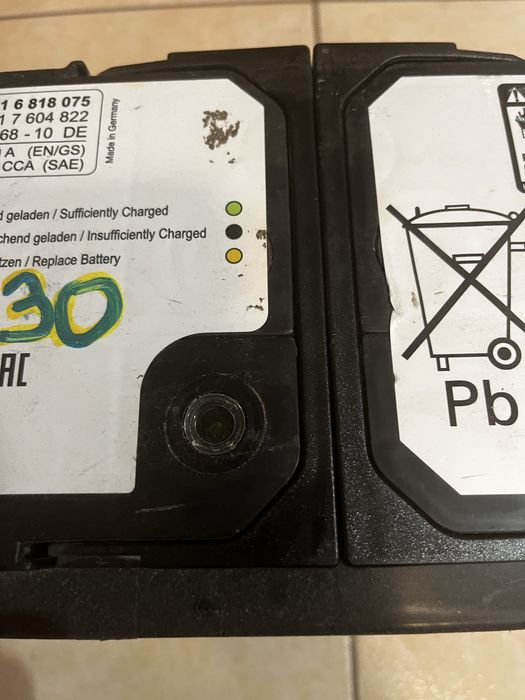 1 6 818 075
1 7 604 822
68 - 10 DE
A (EN/GS)
CCA (SAE)
Made in Germany
geladen / Sufficiently Charged
chend geladen / Insufficiently Charged
tzen / Replace Battery
30
Pb